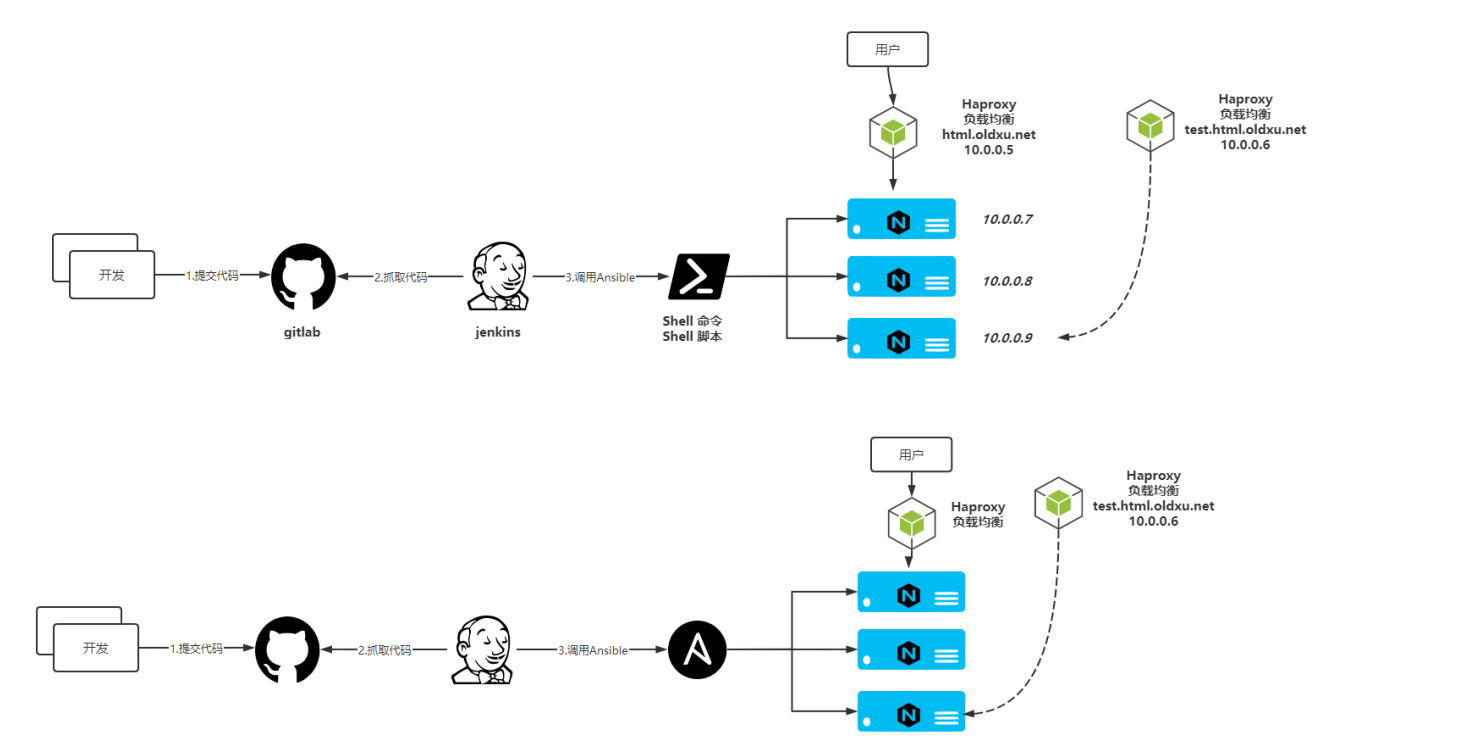 用户
Haproxy
负载均衡
html.oldxu.net
10.0.0.5
Haproxy
负载均衡
test.html.oldxu.net
10.0.0.6
10.0.0.7
10.0.0.8
10.0.0.9
开发
1.提交代码
gitlab
2.抓取代码
jenkins
3.调用Ansible
Shell 命令
Shell 脚本
用户
Haproxy
负载均衡
Haproxy
负载均衡
test.html.oldxu.net
10.0.0.6
开发
1.提交代码
2.抓取代码
3.调用Ansible